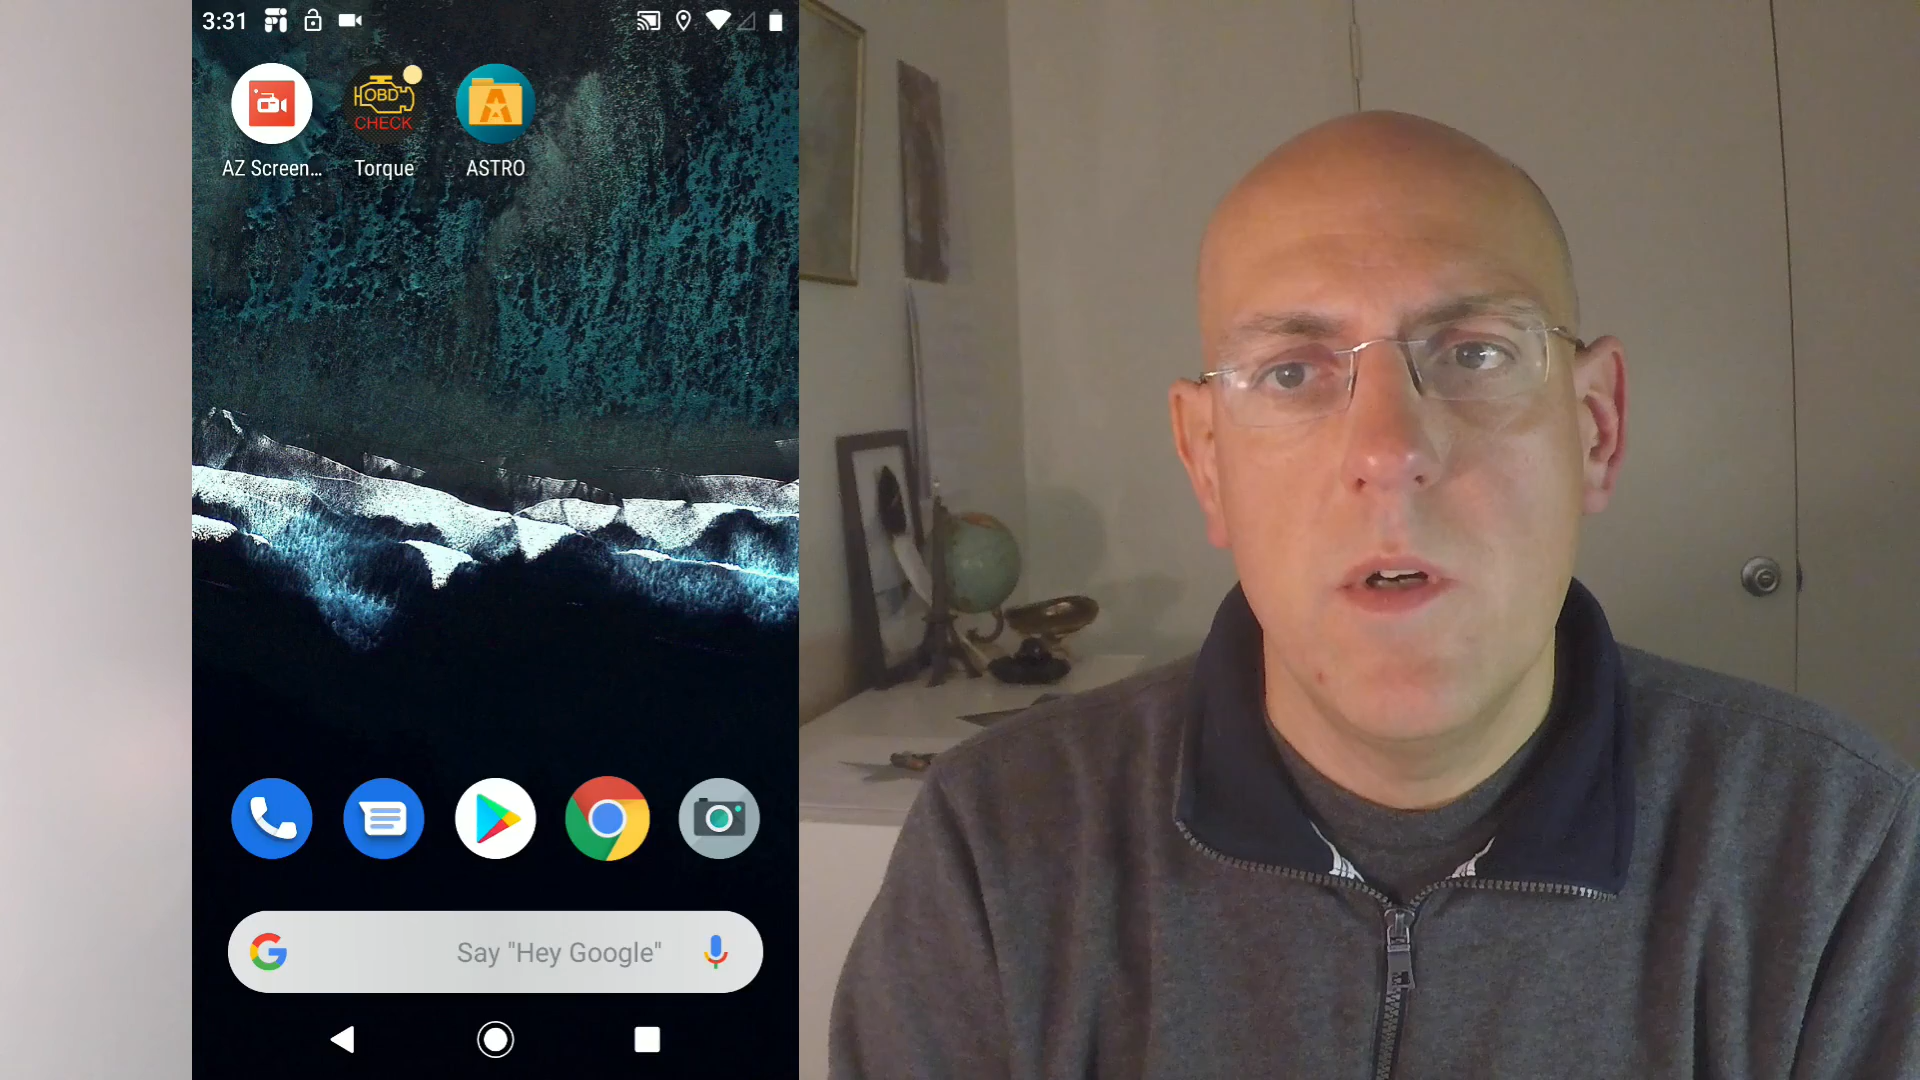 3:31
OBD
CHECK
A
AZ Screen...
Torque
ASTRO
G
Say "Hey Google"